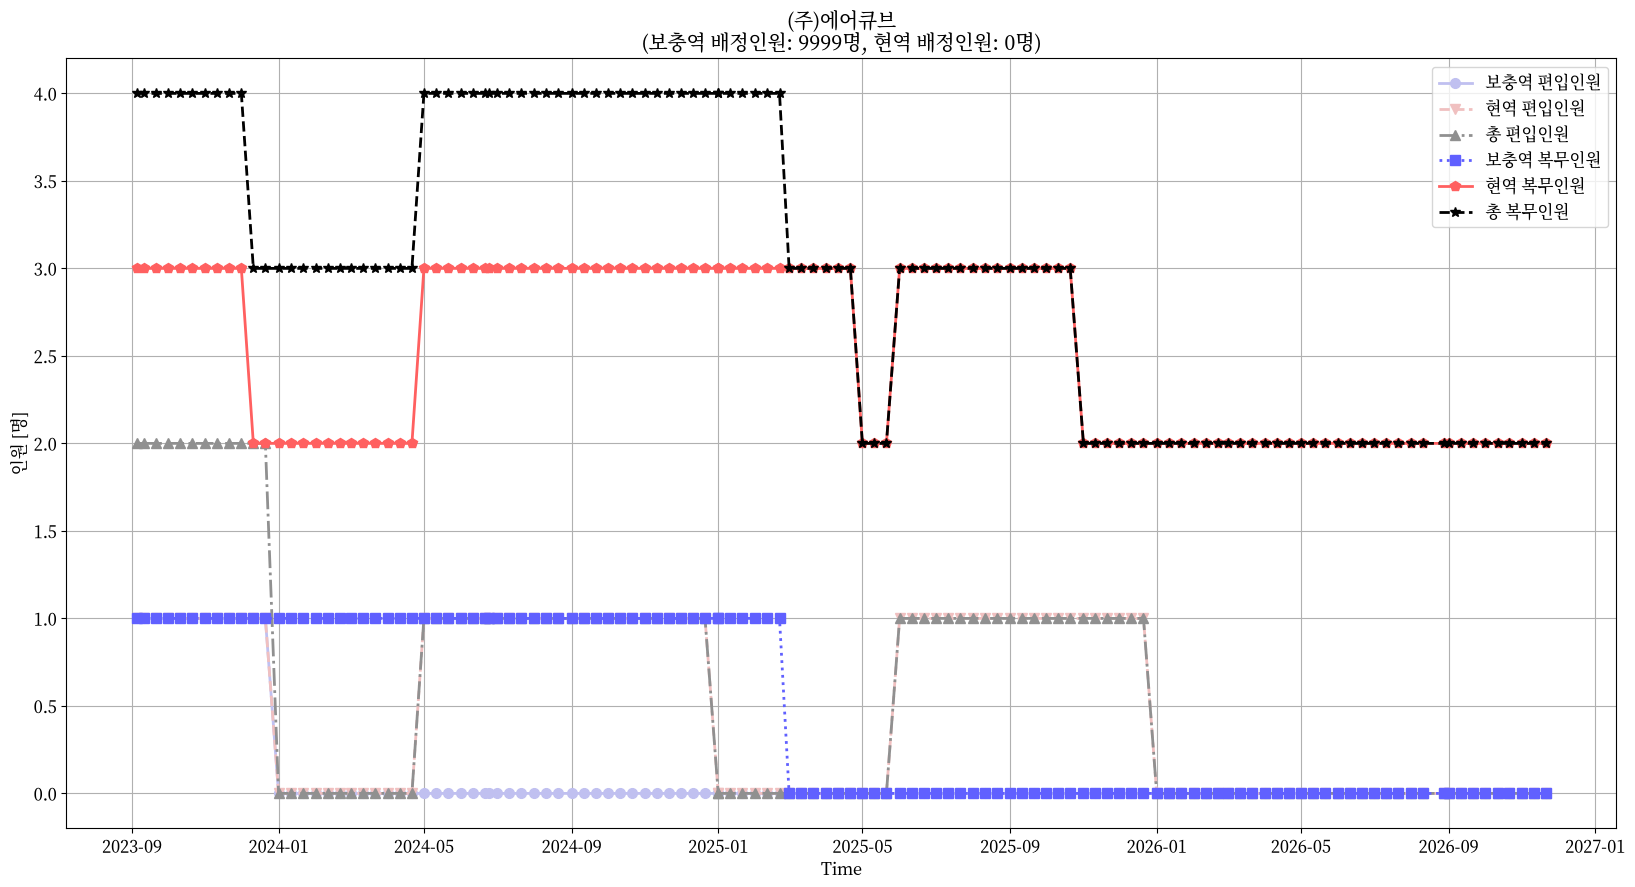 (주)에어큐브
(보충역 배정인원: 9999명, 현역 배정인원: 0명)
4.0
3.5
3.0
2.5
2.0
1.5
1.0
0.5
0.0
인원 [명]
보충역 편입인원
현역 편입인원
총 편입인원
보충역 복무인원
현역 복무인원
총 복무인원
2023-09
2024-01
2024-05
2024-09
2025-01
2025-05
2025-09
2026-01
2026-05
2026-09
2027-01
Time